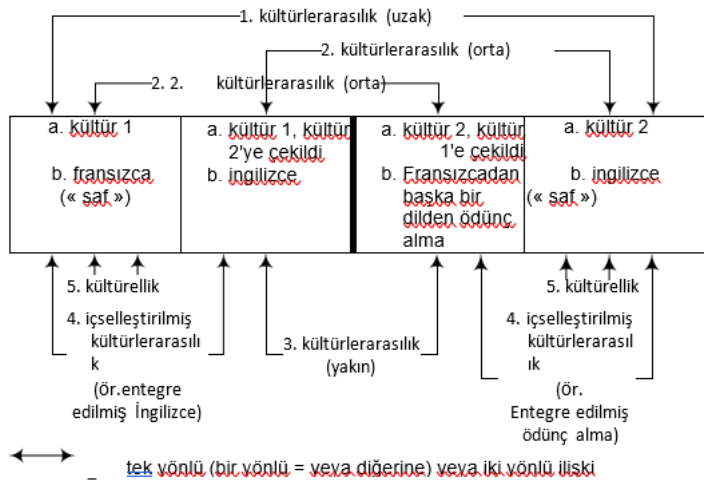 1. kültürlerarasılık (uzak)
2. kültürlerarasılık (orta)
2. 2. kültürlerarasılık (orta)
a. kültür 1
b. fransızca
(« saf »)
a. kültür 1, kültür
2'ye çekildi
b. ingilizce
a. kültür 2, kültür
1'e çekildi
b. Fransızcadan
başka bir
dilden ödünç
alma
a. kültür 2
b. ingilizce
(« saf »)
5. kültürellik
4. içselleştirilmiş
kültürlerarasılı
k
(ör.entegre
edilmiş İngilizce)
3. kültürlerarasılık
(yakın)
5. kültürellik
4. içselleştirilmiş
kültürlerarasıl
ık
(ör.
Entegre edilmiş
ödünç alma)
tek yönlü (bir yönlü = veya diğerine) veya iki yönlü ilişki